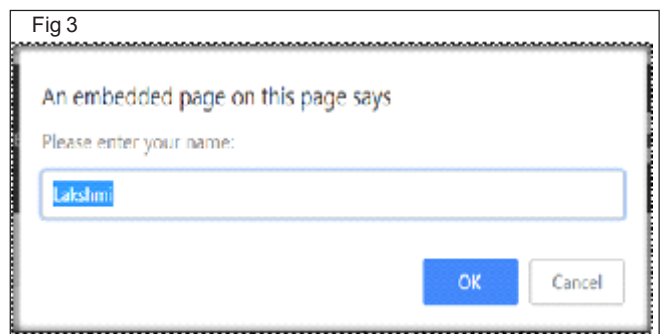 Fig 3
An embedded page on this page says
Please enter your name:
Lakshmi
OK Cancel